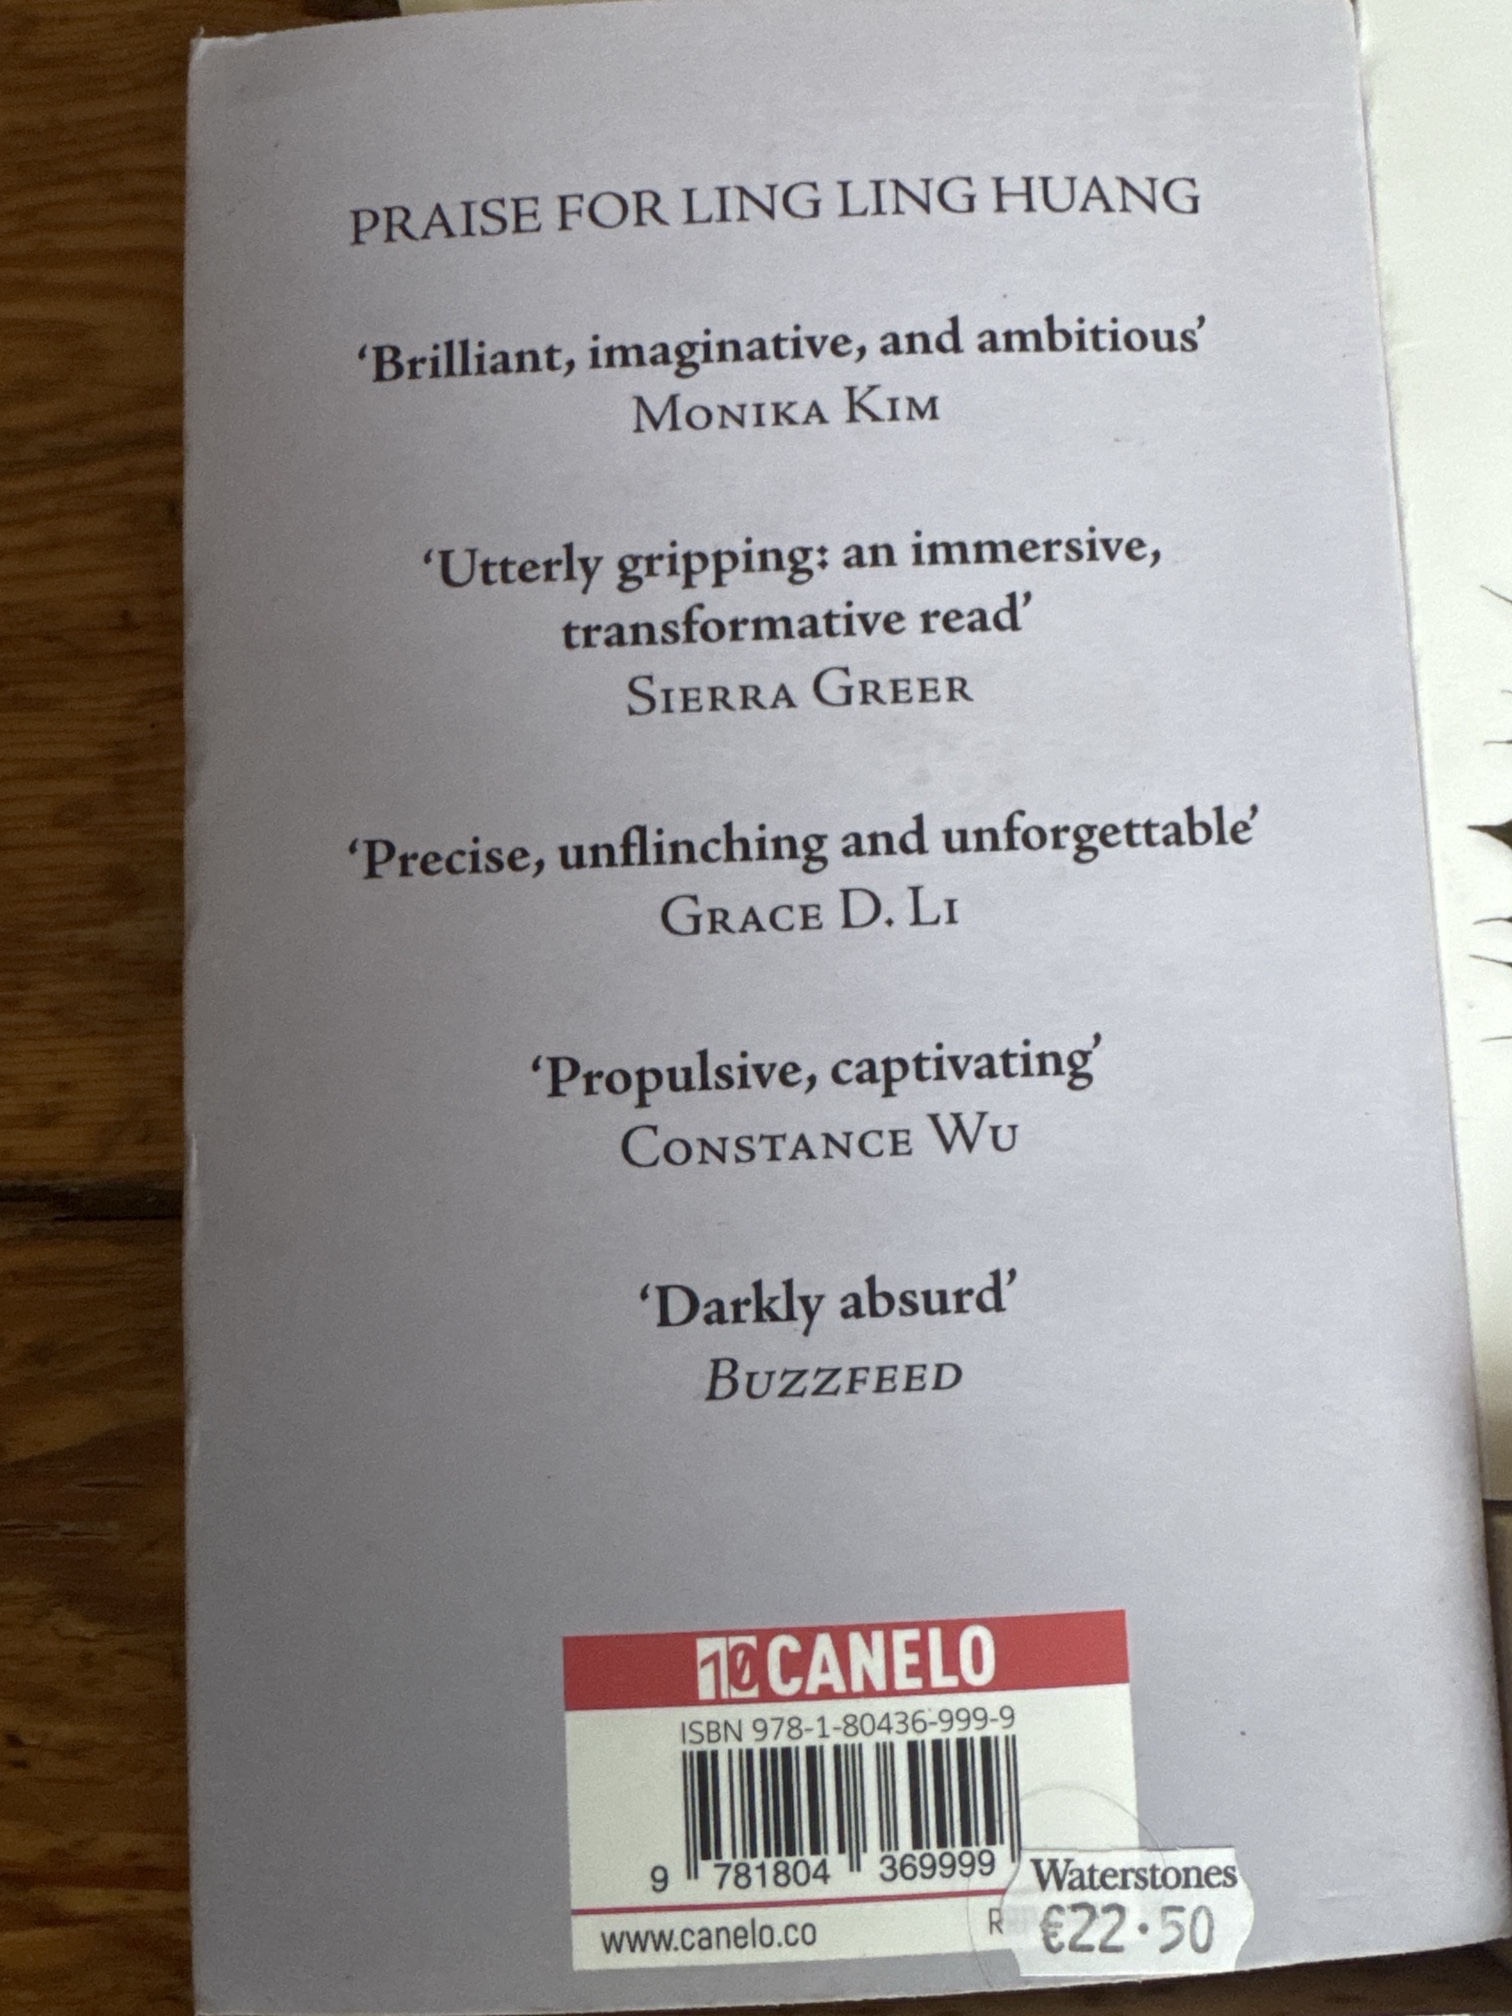 PRAISE FOR LING LING HUANG
‘Brilliant, imaginative, and ambitious’
MONIKA KIM
‘Utterly gripping: an immersive,
transformative read’
SIERRA GREER
‘Precise, unflinching and unforgettable’
GRACE D. LI
‘Propulsive, captivating’
CONSTANCE WU
‘Darkly absurd’
BUZZFEED
10 CANELO
ISBN 978-1-80436-999-9
9 781804 369999
www.canelo.co
Waterstones
€22.50